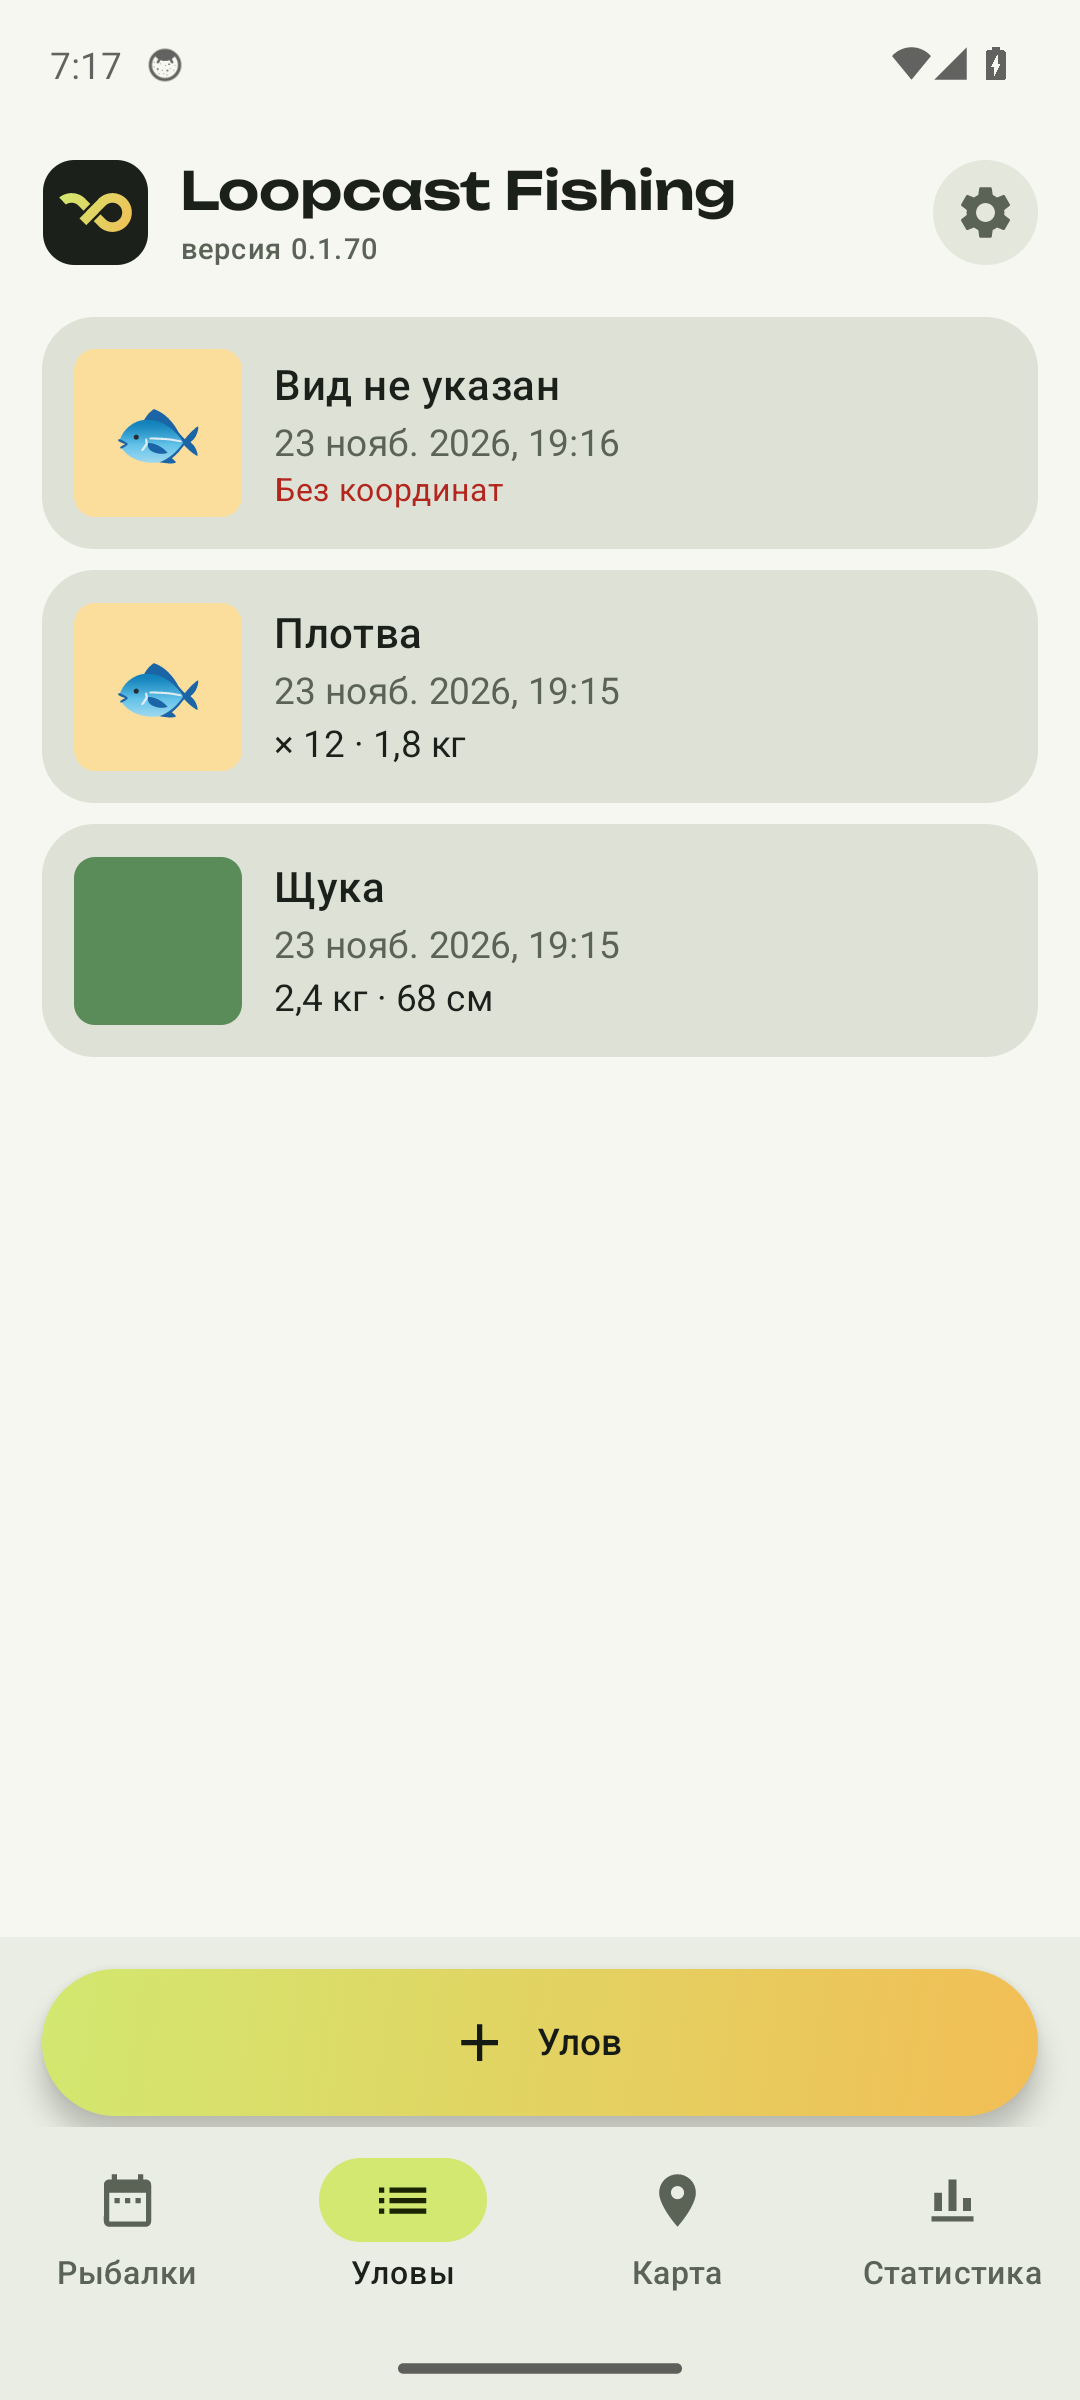 7:17
Loopcast Fishing
версия 0.1.70
Вид не указан
23 нояб. 2026, 19:16
Без координат
Плотва
23 нояб. 2026, 19:15
× 12 · 1,8 кг
Щука
23 нояб. 2026, 19:15
2,4 кг · 68 см
+ Улов
Рыбалки
Уловы
Карта
Статистика